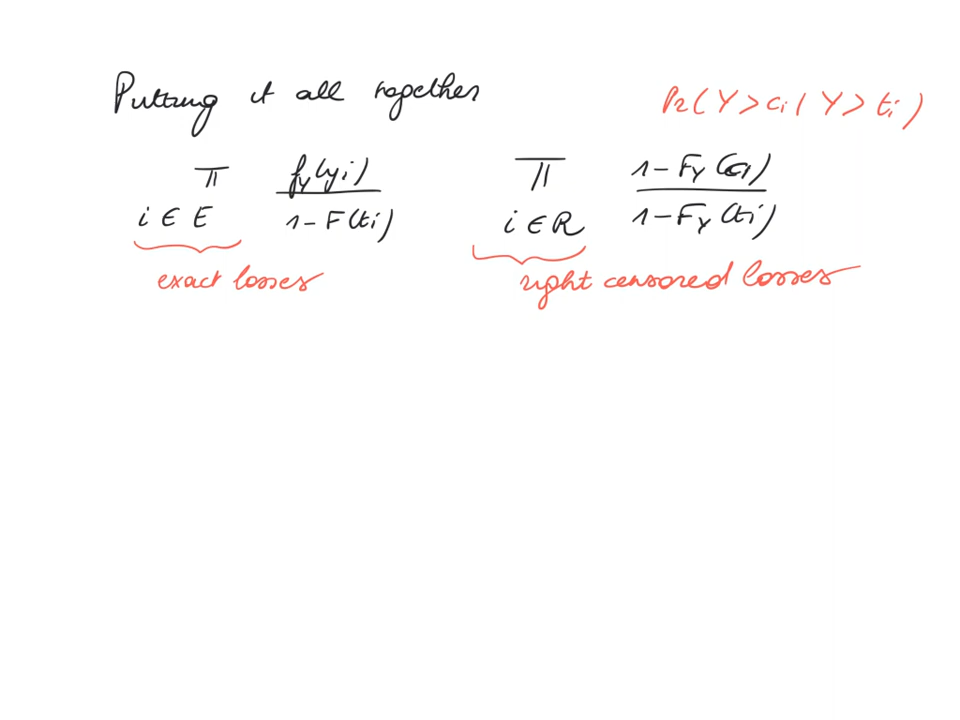 Putting it all together
Pr(Y > ci | Y > ti)
∏ i ∈ E fY(yi) / 1 - F(ti) ∏ i ∈ R 1 - FY(ci) / 1 - FY(ti)
exact losses right censored losses